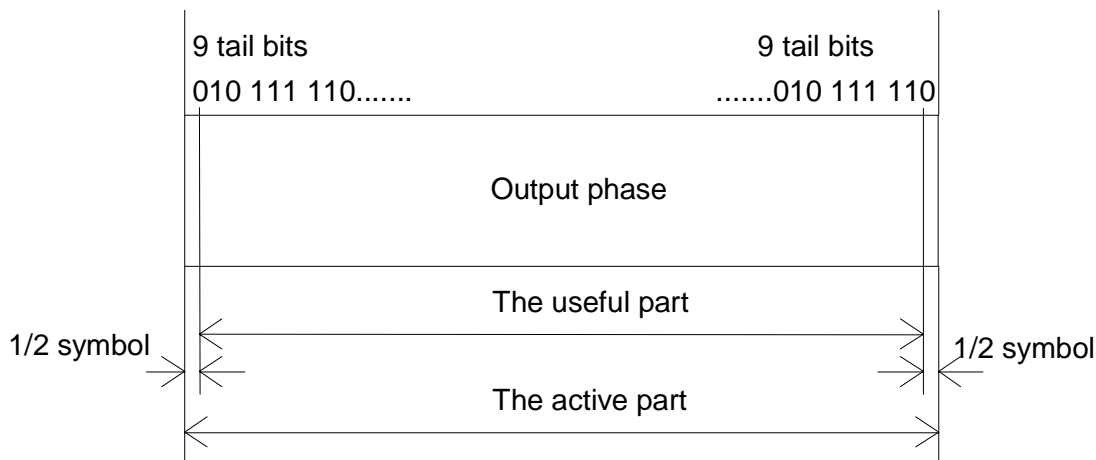 9 tail bits 9 tail bits
010 111 110....... .......010 111 110
Output phase
The useful part
1/2 symbol 1/2 symbol
The active part